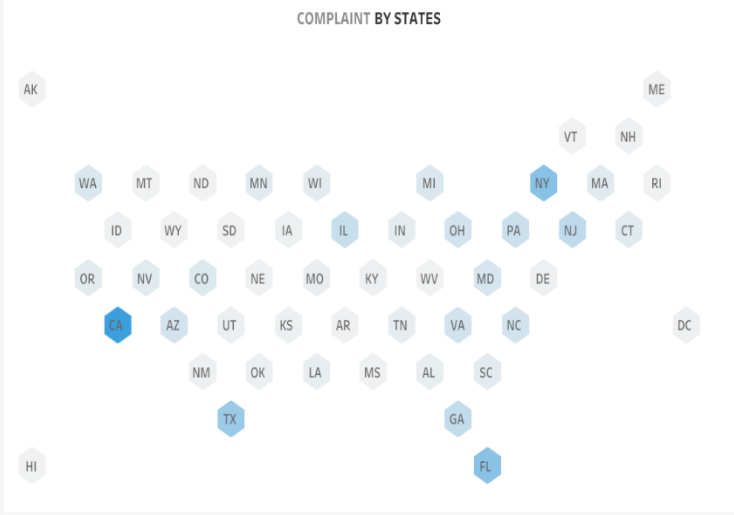 COMPLAINT BY STATES
AK ME
VT NH
WA MT ND MN WI MI NY MA RI
ID WY SD IA IL IN OH PA NJ CT
OR NV CO NE MO KY WV MD DE
CA AZ UT KS AR TN VA NC DC
NM OK LA MS AL SC
TX GA
HI FL